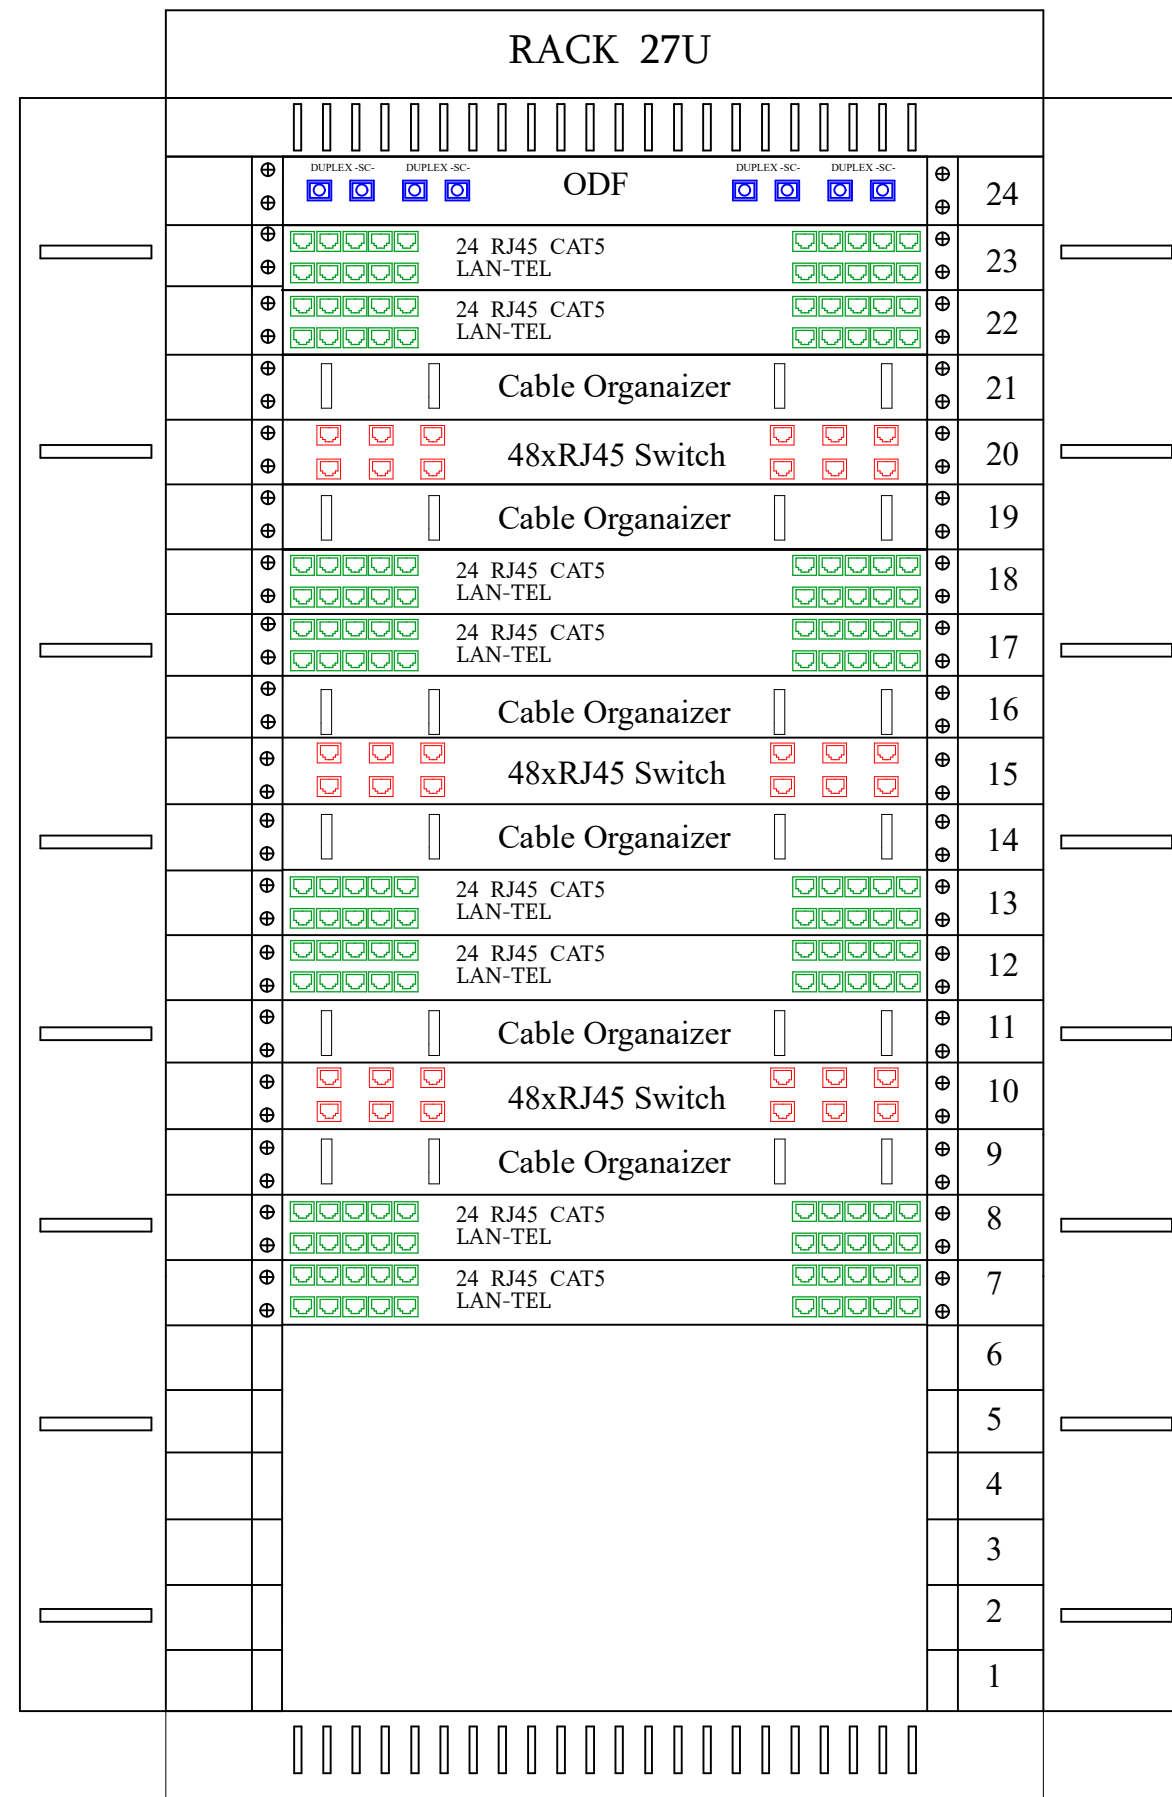 RACK 27U
DUPLEX -SC- DUPLEX -SC- ODF DUPLEX -SC- DUPLEX -SC- 24
24 RJ45 CAT5
LAN-TEL
23
24 RJ45 CAT5
LAN-TEL
22
Cable Organaizer 21
48xRJ45 Switch 20
Cable Organaizer 19
24 RJ45 CAT5
LAN-TEL
18
24 RJ45 CAT5
LAN-TEL
17
Cable Organaizer 16
48xRJ45 Switch 15
Cable Organaizer 14
24 RJ45 CAT5
LAN-TEL
13
24 RJ45 CAT5
LAN-TEL
12
Cable Organaizer 11
48xRJ45 Switch 10
Cable Organaizer 9
24 RJ45 CAT5
LAN-TEL
8
24 RJ45 CAT5
LAN-TEL
7
6
5
4
3
2
1